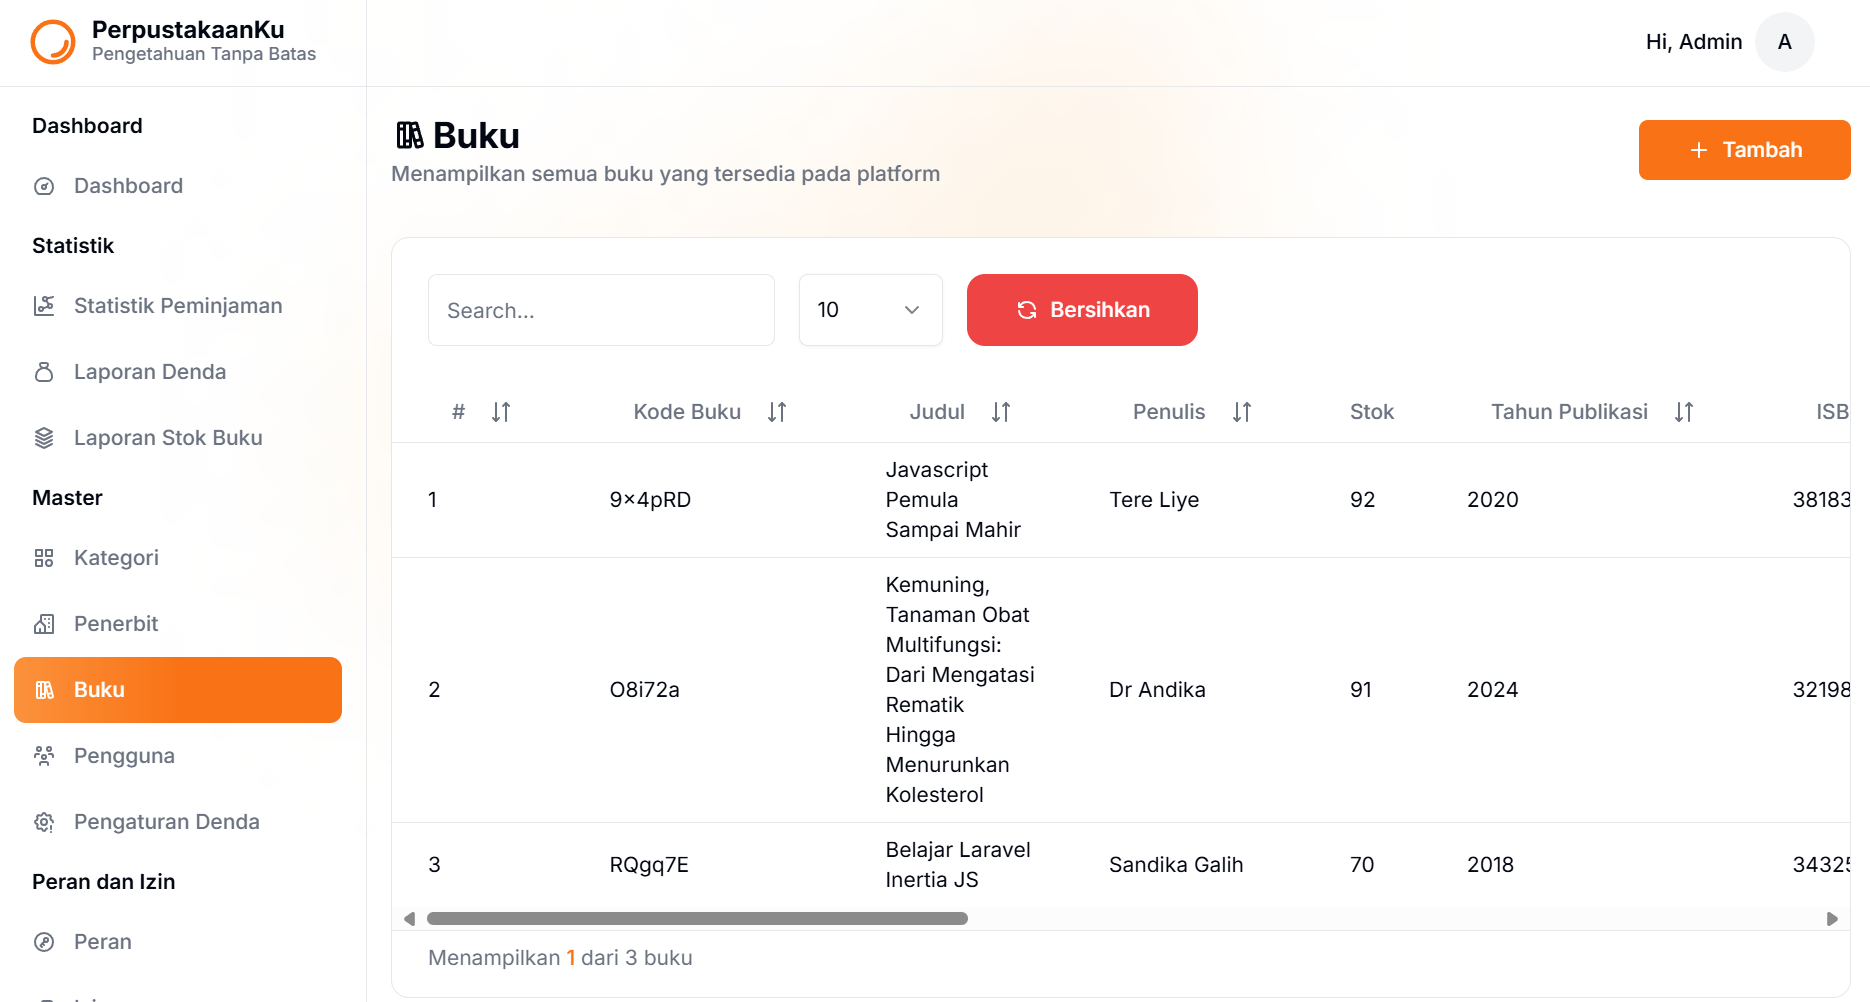 PerpustakaanKu
Pengetahuan Tanpa Batas
Hi, Admin
A
Dashboard
Dashboard
Statistik
Statistik Peminjaman
Laporan Denda
Laporan Stok Buku
Master
Kategori
Penerbit
Buku
Pengguna
Pengaturan Denda
Peran dan Izin
Peran
Buku
Menampilkan semua buku yang tersedia pada platform
+ Tambah
Search...
10
Bersihkan
# Kode Buku Judul Penulis Stok Tahun Publikasi ISB
1 9x4pRD Javascript Pemula Sampai Mahir Tere Liye 92 2020 38183
2 O8i72a Kemuning, Tanaman Obat Multifungsi: Dari Mengatasi Rematik Hingga Menurunkan Kolesterol Dr Andika 91 2024 32198
3 RQgq7E Belajar Laravel Inertia JS Sandika Galih 70 2018 34325
Menampilkan 1 dari 3 buku